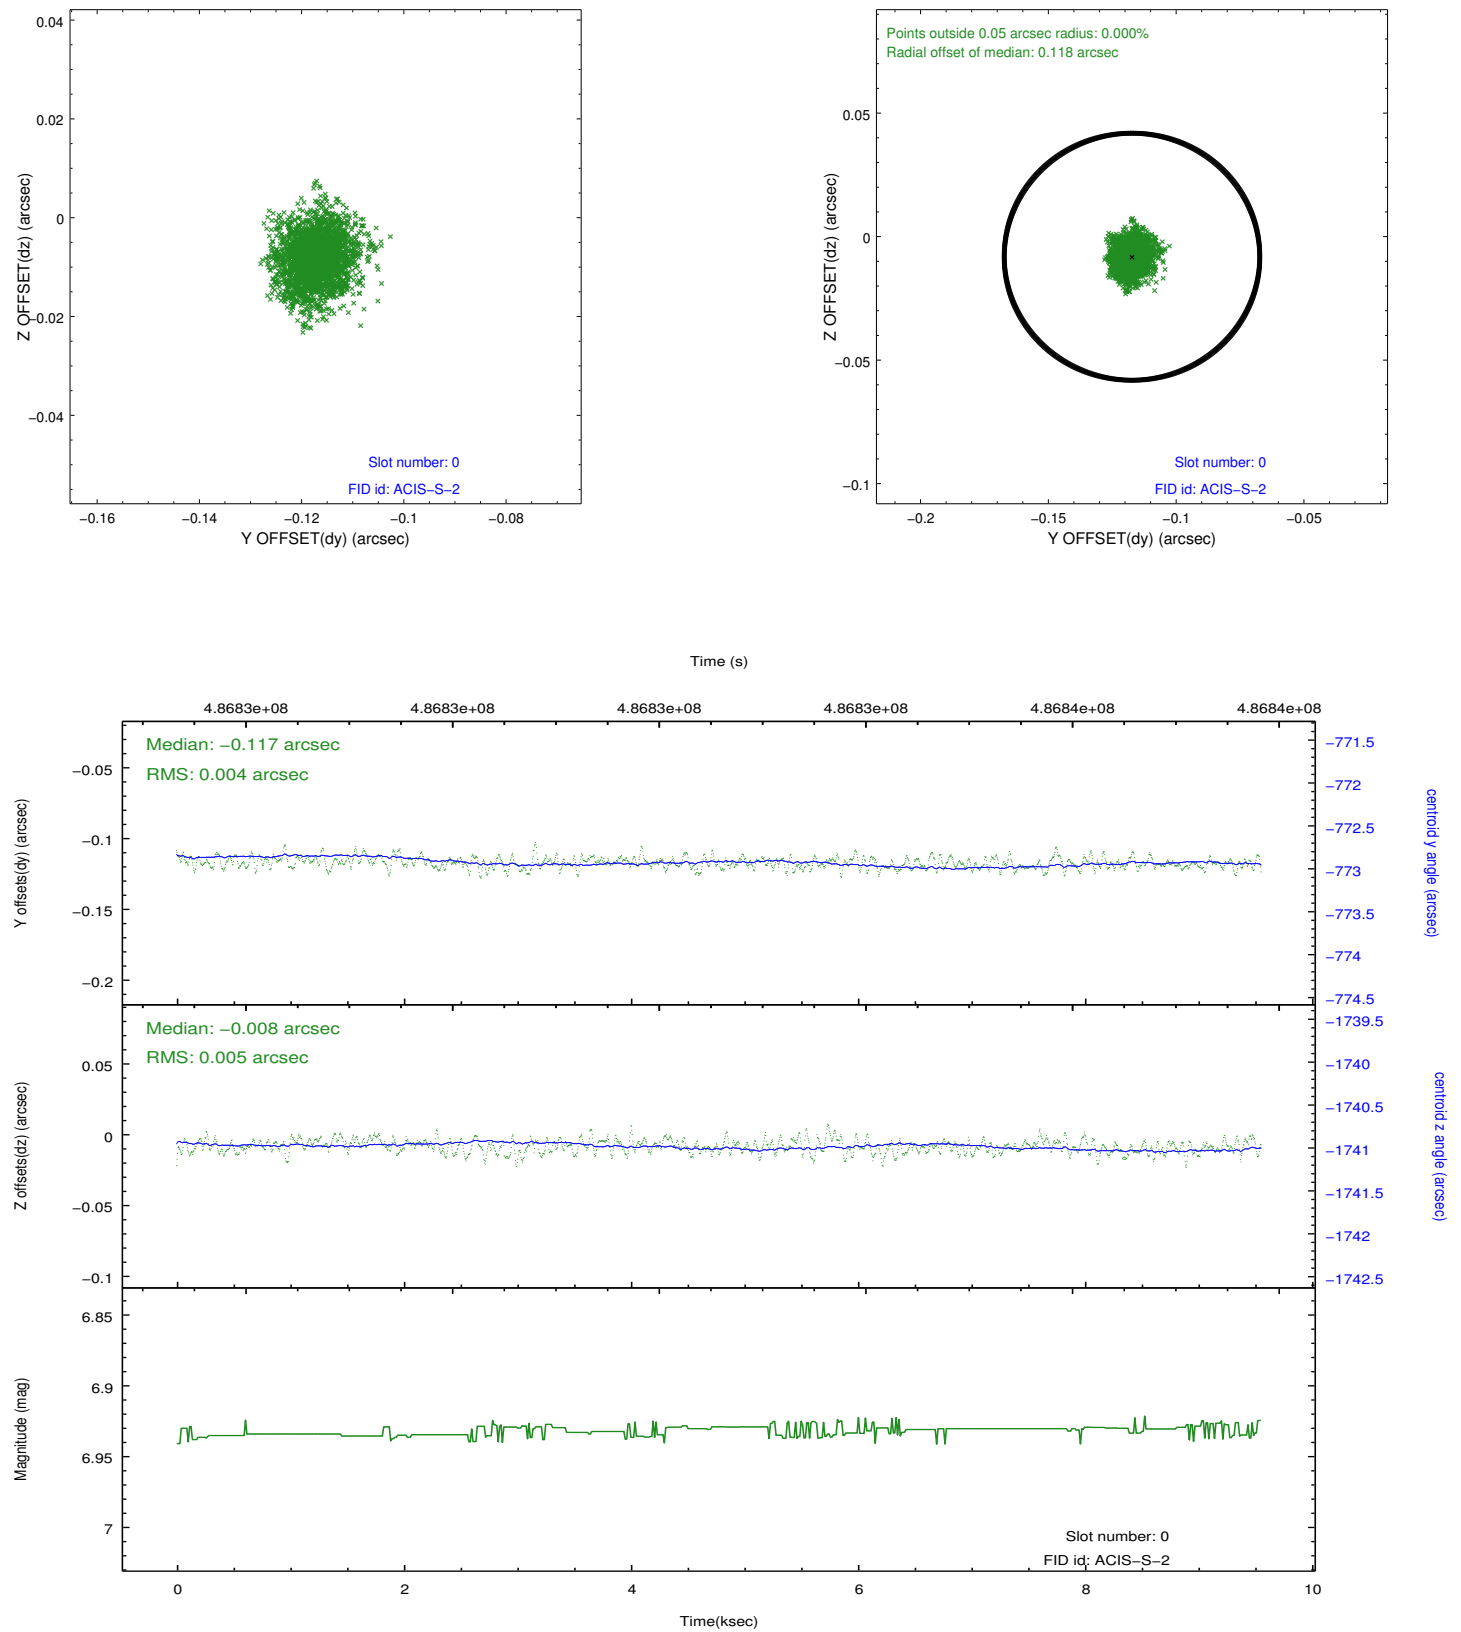 0.04
0.02
0
−0.02
−0.04
Z OFFSET(dz) (arcsec)
Slot number: 0
FID id: ACIS−S−2
−0.16 −0.14 −0.12 −0.1 −0.08
Y OFFSET(dy) (arcsec)
Points outside 0.05 arcsec radius: 0.000%
Radial offset of median: 0.118 arcsec
0.05
0
−0.05
−0.1
Z OFFSET(dz) (arcsec)
Slot number: 0
FID id: ACIS−S−2
−0.2 −0.15 −0.1 −0.05
Y OFFSET(dy) (arcsec)
Time (s)
4.8683e+08 4.8683e+08 4.8683e+08 4.8683e+08 4.8684e+08 4.8684e+08
Median: −0.117 arcsec
RMS: 0.004 arcsec
−0.05
−0.1
−0.15
−0.2
Y offsets(dy) (arcsec)
−771.5
−772
−772.5
−773
−773.5
−774
−774.5
centroid y angle (arcsec)
Median: −0.008 arcsec
RMS: 0.005 arcsec
0.05
0
−0.05
−0.1
Z offsets(dz) (arcsec)
−1739.5
−1740
−1740.5
−1741
−1741.5
−1742
−1742.5
centroid z angle (arcsec)
6.85
6.9
6.95
7
Magnitude (mag)
Slot number: 0
FID id: ACIS−S−2
0 2 4 6 8 10
Time(ksec)